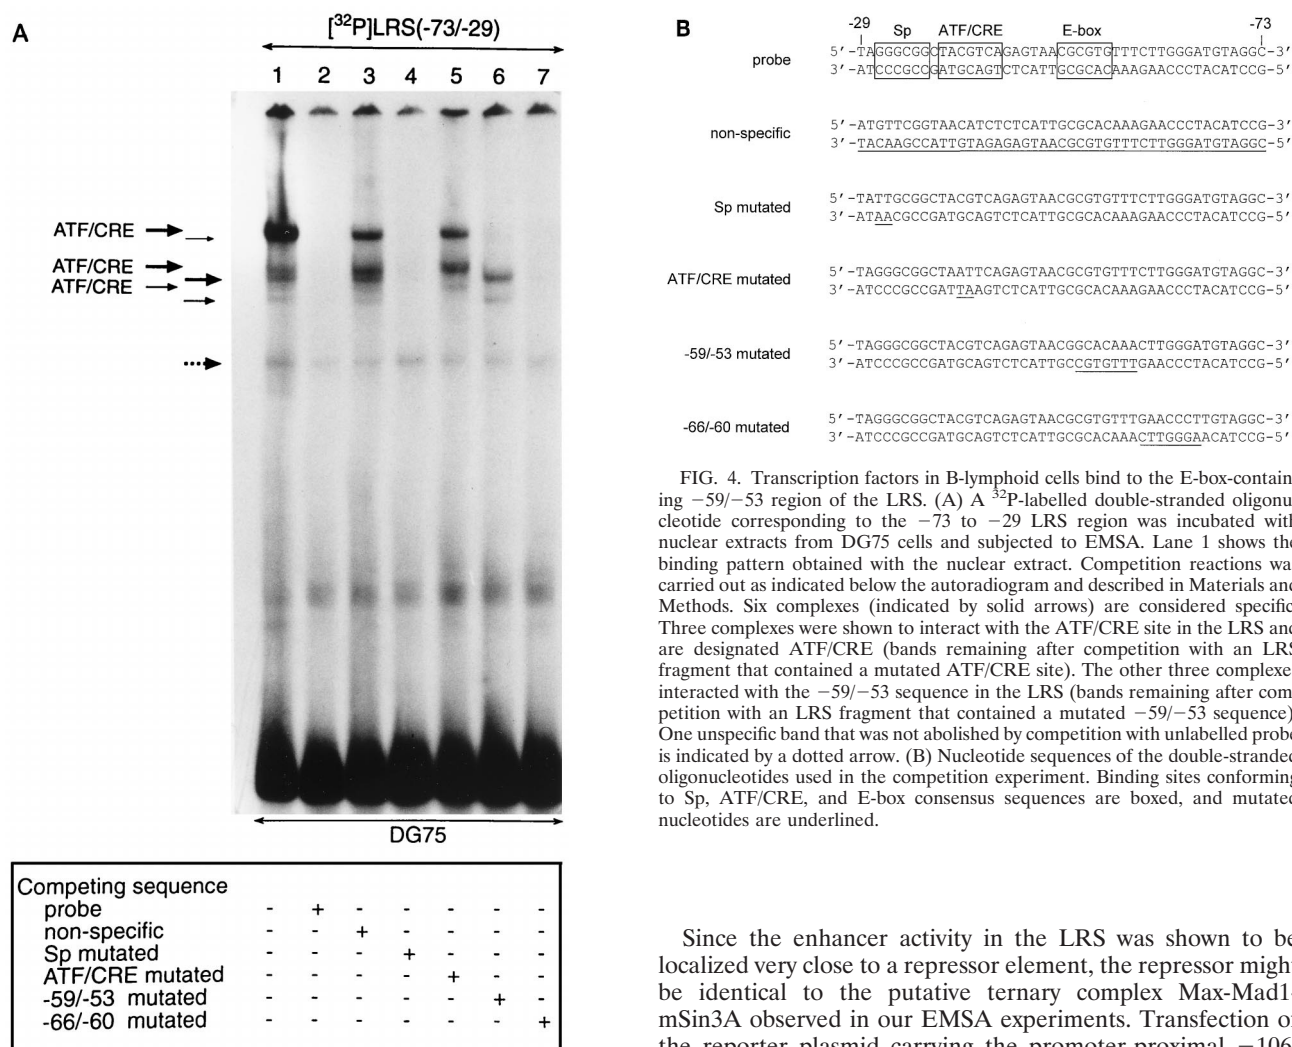 A
[32P]LRS(-73/-29)
1 2 3 4 5 6 7
ATF/CRE
ATF/CRE
ATF/CRE
DG75
Competing sequence
probe - + - - - - -
non-specific - - + - - - -
Sp mutated - - - + - - -
ATF/CRE mutated - - - - + - -
-59/-53 mutated - - - - - + -
-66/-60 mutated - - - - - - +
B
-29 Sp ATF/CRE E-box -73
probe
5'-TAGGGCGGCTACGTCAGAGTAACGCGTGTTTCTTGGGATGTAGGC-3'
3'-ATCCCGCCGATGCAGTCTCATTGCGCACAAAGAACCCTACATCCG-5'
non-specific
5'-ATGTTCGGTAACATCTCTCATTGCGCACAAAGAACCCTACATCCG-3'
3'-TACAAGCCATTGTAGAGAGTAACGCGTGTTTCTTGGGATGTAGGC-5'
Sp mutated
5'-TATTGCGGCTACGTCAGAGTAACGCGTGTTTCTTGGGATGTAGGC-3'
3'-ATAACGCCGATGCAGTCTCATTGCGCACAAAGAACCCTACATCCG-5'
ATF/CRE mutated
5'-TAGGGCGGCTAATTCAGAGTAACGCGTGTTTCTTGGGATGTAGGC-3'
3'-ATCCCGCCGATTAAGTCTCATTGCGCACAAAGAACCCTACATCCG-5'
-59/-53 mutated
5'-TAGGGCGGCTACGTCAGAGTAACGGCACAAACTTGGGATGTAGGC-3'
3'-ATCCCGCCGATGCAGTCTCATTGCCGTGTTTGAACCCTACATCCG-5'
-66/-60 mutated
5'-TAGGGCGGCTACGTCAGAGTAACGCGTGTTTGAACCCTTGTAGGC-3'
3'-ATCCCGCCGATGCAGTCTCATTGCGCACAAACTTGGGAACATCCG-5'
FIG. 4. Transcription factors in B-lymphoid cells bind to the E-box-contain
ing −59/−53 region of the LRS. (A) A 32P-labelled double-stranded oligonu
cleotide corresponding to the −73 to −29 LRS region was incubated with
nuclear extracts from DG75 cells and subjected to EMSA. Lane 1 shows the
binding pattern obtained with the nuclear extract. Competition reactions wa
carried out as indicated below the autoradiogram and described in Materials and
Methods. Six complexes (indicated by solid arrows) are considered specific
Three complexes were shown to interact with the ATF/CRE site in the LRS and
are designated ATF/CRE (bands remaining after competition with an LRS
fragment that contained a mutated ATF/CRE site). The other three complexe
interacted with the −59/−53 sequence in the LRS (bands remaining after com
petition with an LRS fragment that contained a mutated −59/−53 sequence)
One unspecific band that was not abolished by competition with unlabelled probe
is indicated by a dotted arrow. (B) Nucleotide sequences of the double-stranded
oligonucleotides used in the competition experiment. Binding sites conforming
to Sp, ATF/CRE, and E-box consensus sequences are boxed, and mutated
nucleotides are underlined.
Since the enhancer activity in the LRS was shown to be
localized very close to a repressor element, the repressor might
be identical to the putative ternary complex Max-Mad1-
mSin3A observed in our EMSA experiments. Transfection of
the reporter plasmid carrying the promoter-proximal −106